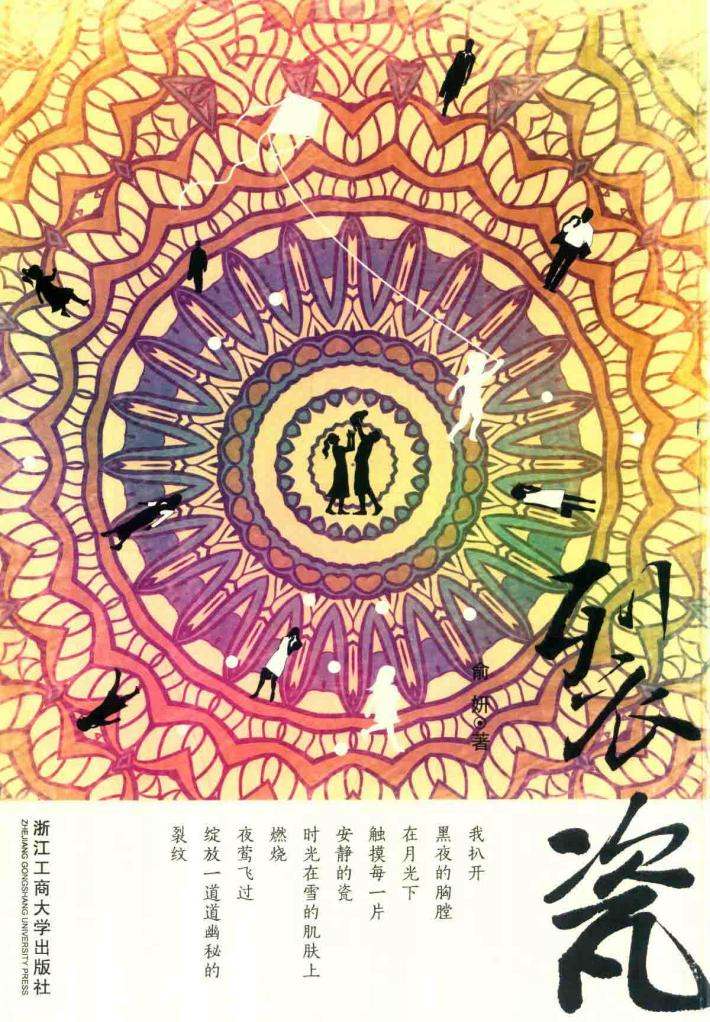 裂瓷
俞妍◎著
我扒开
黑夜的胸膛
在月光下
触摸每一片
安静的瓷
时光在雪的肌肤上
燃烧
夜莺飞过
绽放一道道幽秘的
裂纹
浙江工商大学出版社
ZHEJIANG GONGSHANG UNIVERSITY PRESS